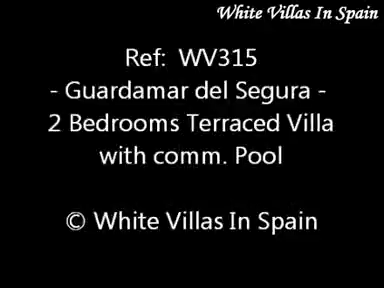 White Villas In Spain
Ref:  WV315
- Guardamar del Segura -
2 Bedrooms Terraced Villa
with comm. Pool
© White Villas In Spain